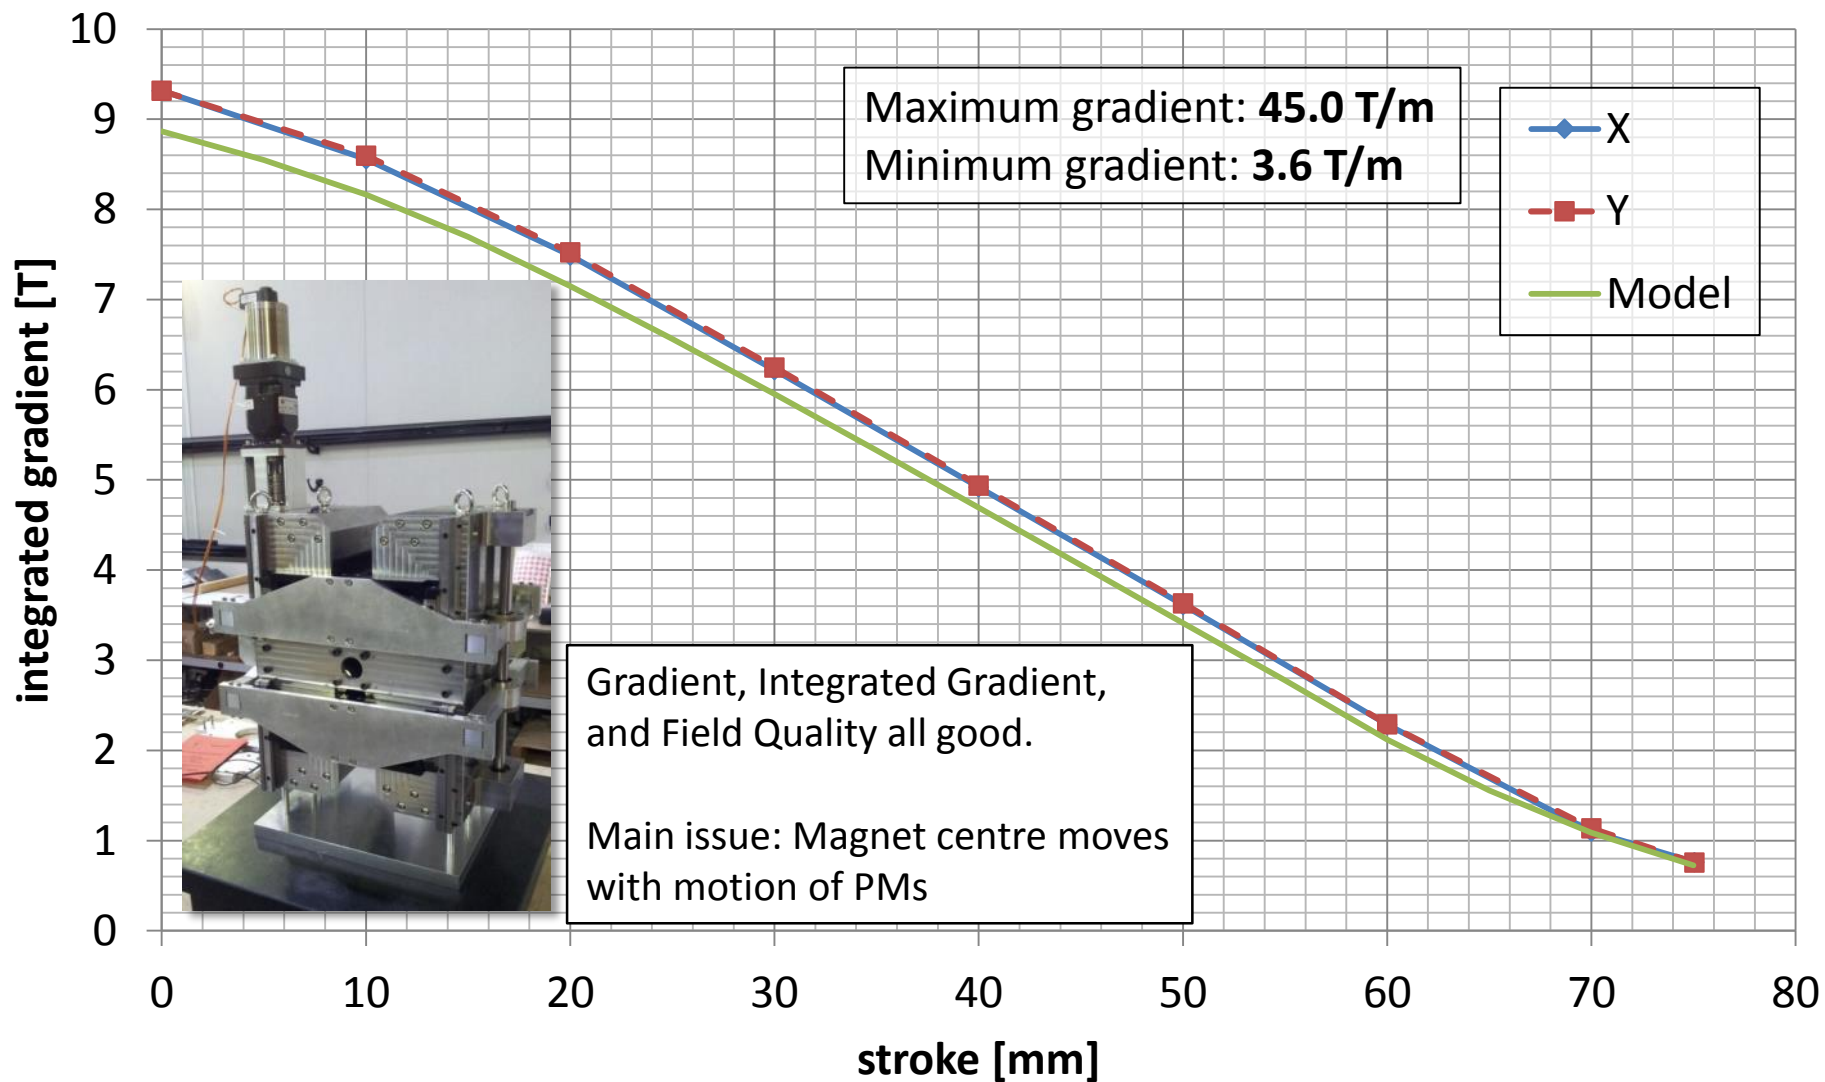 10
9
8
7
6
5
4
3
2
1
0
integrated gradient [T]
Maximum gradient: 45.0 T/m
Minimum gradient: 3.6 T/m
X
Y
Model
Gradient, Integrated Gradient,
and Field Quality all good.
Main issue: Magnet centre moves
with motion of PMs
0 10 20 30 40 50 60 70 80
stroke [mm]